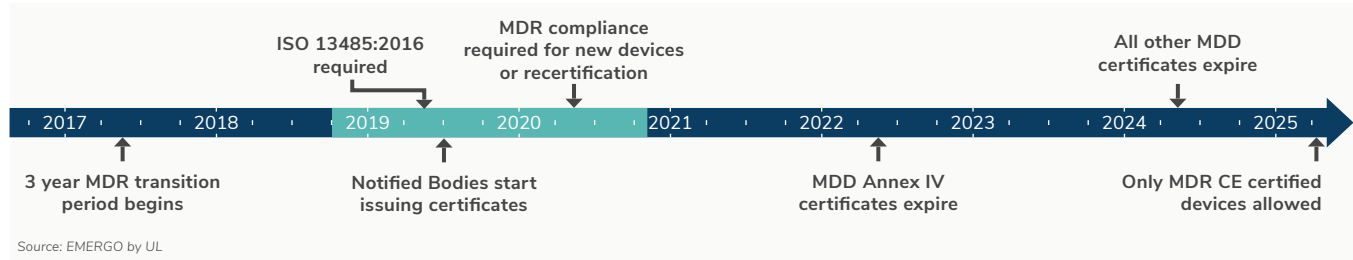 ISO 13485:2016
required
MDR compliance
required for new devices
or recertification
All other MDD
certificates expire
2017 2018 2019 2020 2021 2022 2023 2024 2025
3 year MDR transition
period begins
Notified Bodies start
issuing certificates
MDD Annex IV
certificates expire
Only MDR CE certified
devices allowed
Source: EMERGO by UL